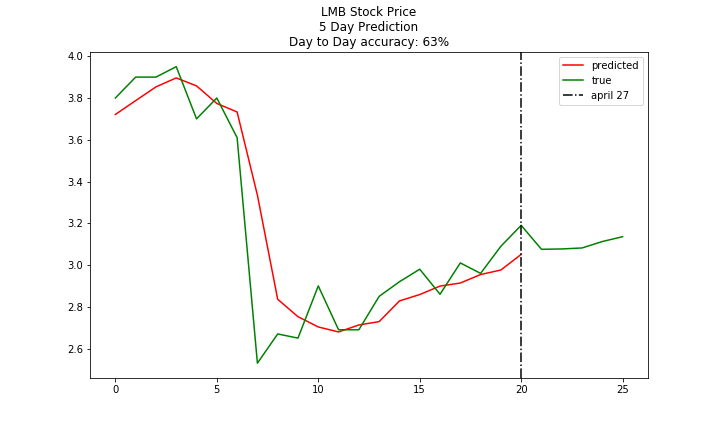 LMB Stock Price
5 Day Prediction
Day to Day accuracy: 63%
predicted
true
april 27
4.0
3.8
3.6
3.4
3.2
3.0
2.8
2.6
0 5 10 15 20 25